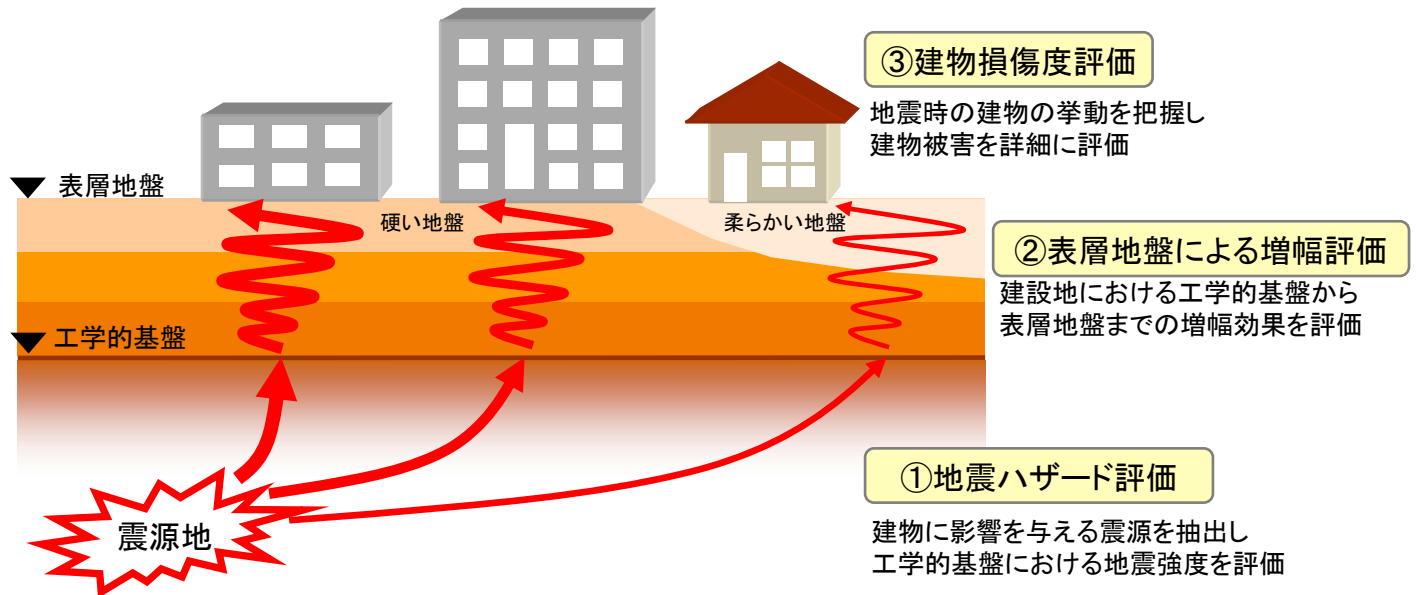 ③建物損傷度評価
地震時の建物の挙動を把握し
建物被害を詳細に評価
表層地盤
硬い地盤
柔らかい地盤
②表層地盤による増幅評価
建設地における工学的基盤から
表層地盤までの増幅効果を評価
工学的基盤
①地震ハザード評価
建物に影響を与える震源を抽出し
工学的基盤における地震強度を評価
震源地